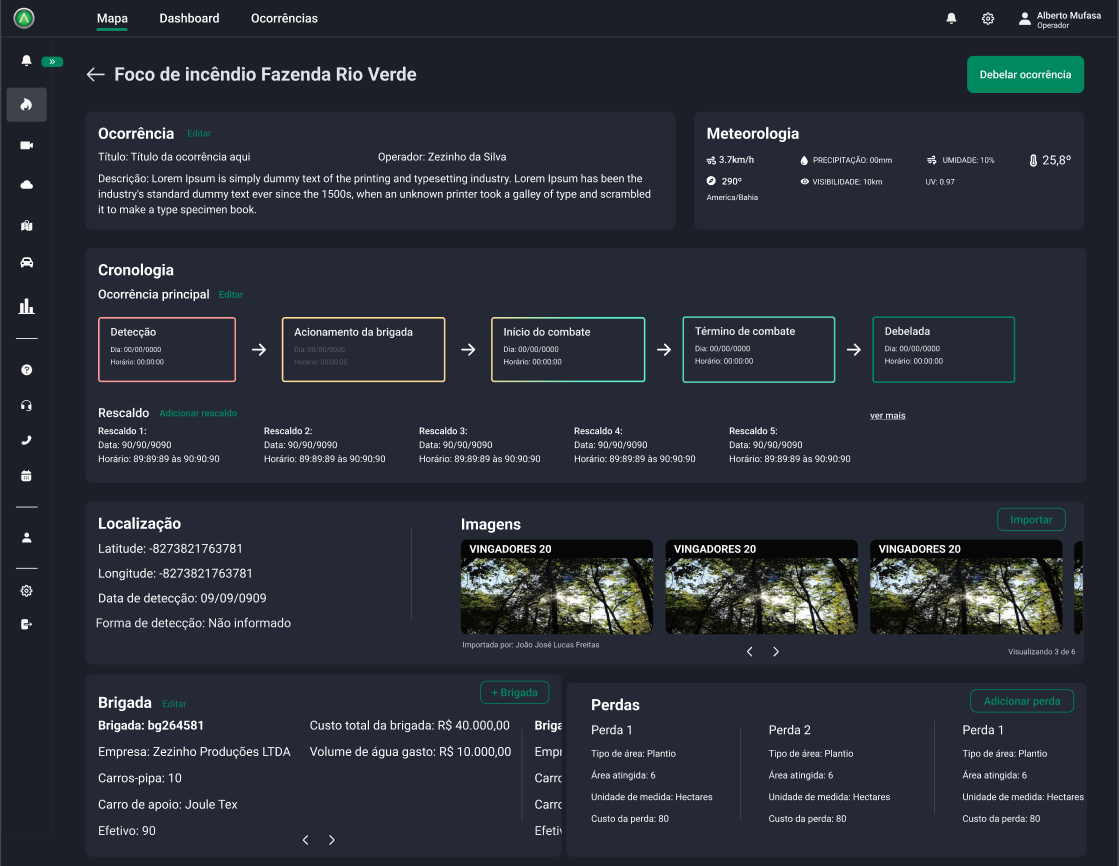 Mapa
Dashboard
Ocorrências
Alberto Mufasa
Operador
Foco de incêndio Fazenda Rio Verde
Debelar ocorrência
Ocorrência
Editar
Título: Título da ocorrência aqui
Operador: Zezinho da Silva
Descrição: Lorem Ipsum is simply dummy text of the printing and typesetting industry. Lorem Ipsum has been the
industry's standard dummy text ever since the 1500s, when an unknown printer took a galley of type and scrambled
it to make a type specimen book.
Meteorologia
3.7km/h
PRECIPITAÇÃO: 00mm
UMIDADE: 10%
25,8º
290º
VISIBILIDADE: 10km
UV: 0.97
America/Bahia
Cronologia
Ocorrência principal
Editar
Detecção
Dia: 00/00/0000
Horário: 00:00:00
Acionamento da brigada
Dia: 00/00/0000
Horário: 00:00:00
Início do combate
Dia: 00/00/0000
Horário: 00:00:00
Término de combate
Dia: 00/00/0000
Horário: 00:00:00
Debelada
Dia: 00/00/0000
Horário: 00:00:00
Rescaldo
Adicionar rescaldo
ver mais
Rescaldo 1:
Data: 90/90/9090
Horário: 89:89:89 às 90:90:90
Rescaldo 2:
Data: 90/90/9090
Horário: 89:89:89 às 90:90:90
Rescaldo 3:
Data: 90/90/9090
Horário: 89:89:89 às 90:90:90
Rescaldo 4:
Data: 90/90/9090
Horário: 89:89:89 às 90:90:90
Rescaldo 5:
Data: 90/90/9090
Horário: 89:89:89 às 90:90:90
Localização
Latitude: -8273821763781
Longitude: -8273821763781
Data de detecção: 09/09/0909
Forma de detecção: Não informado
Imagens
Importar
VINGADORES 20
VINGADORES 20
VINGADORES 20
Importada por: João José Lucas Freitas
Visualizando 3 de 6
Brigada
Editar
+ Brigada
Brigada: bg264581
Empresa: Zezinho Produções LTDA
Carros-pipa: 10
Carro de apoio: Joule Tex
Efetivo: 90
Custo total da brigada: R$ 40.000,00
Volume de água gasto: R$ 10.000,00
Briga
Empr
Carro
Carro
Efeti
Perdas
Adicionar perda
Perda 1
Tipo de área: Plantio
Área atingida: 6
Unidade de medida: Hectares
Custo da perda: 80
Perda 2
Tipo de área: Plantio
Área atingida: 6
Unidade de medida: Hectares
Custo da perda: 80
Perda 1
Tipo de área: Plantio
Área atingida: 6
Unidade de medida: Hectares
Custo da perda: 80